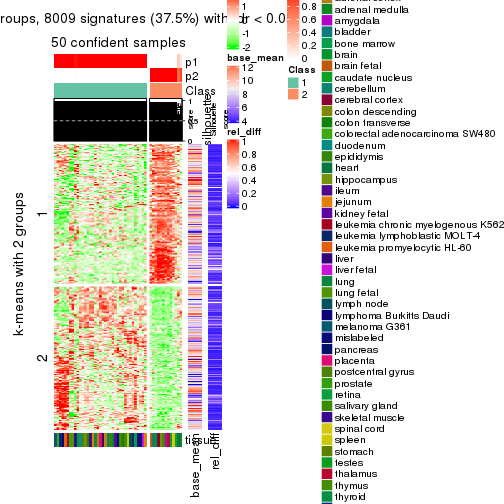 roups, 8009 signatures (37.5%) with fdr < 0.0
50 confident samples
p1
p2
Class
silhouette
1
0.5
0
k-means with 2 groups
1
2
tissue
base_mean
rel_diff
1
0
-1
-2
base_mean
12
10
8
6
4
rel_diff
1
0.8
0.6
0.4
0.2
0
0.8
0.6
0.4
0.2
0
Class
1
2
adrenal medulla
amygdala
bladder
bone marrow
brain
brain fetal
caudate nucleus
cerebellum
cerebral cortex
colon descending
colon transverse
colorectal adenocarcinoma SW480
duodenum
epididymis
heart
hippocampus
ileum
jejunum
kidney fetal
leukemia chronic myelogenous K562
leukemia lymphoblastic MOLT-4
leukemia promyelocytic HL-60
liver
liver fetal
lung
lung fetal
lymph node
lymphoma Burkitts Daudi
melanoma G361
mislabeled
pancreas
placenta
postcentral gyrus
prostate
retina
salivary gland
skeletal muscle
spinal cord
spleen
stomach
testes
thalamus
thymus
thyroid